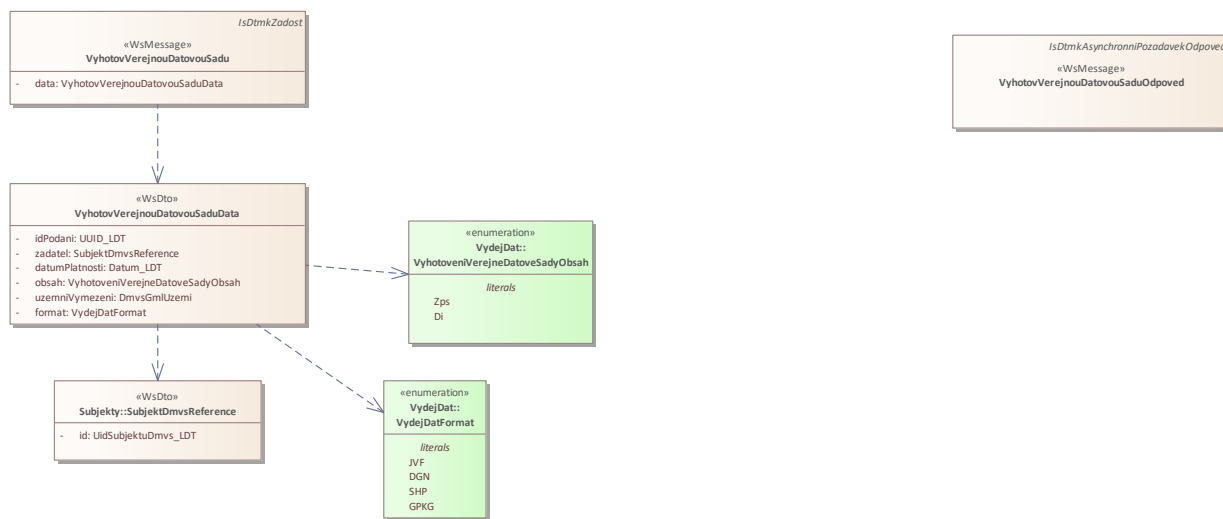 IsDtmkZadost
«WsMessage»
VyhotovVerejnouDatovouSadu
- data: VyhotovVerejnouDatovouSaduData
IsDtmkAsynchronniPozadavekOdpoved
«WsMessage»
VyhotovVerejnouDatovouSaduOdpoved
«WsDto»
VyhotovVerejnouDatovouSaduData
- idPodani: UUID_LDT
- zadatel: SubjektDmvsReference
- datumPlatnosti: Datum_LDT
- obsah: VyhotoveniVerejneDatoveSadyObsah
- uzemniVymezeni: DmvsGmlUzemi
- format: VydejDatFormat
«enumeration»
VydejDat::
VyhotoveniVerejneDatoveSadyObsah
literals
Zps
Di
«WsDto»
Subjekty::SubjektDmvsReference
- id: UidSubjektuDmvs_LDT
«enumeration»
VydejDat::
VydejDatFormat
literals
JVF
DGN
SHP
GPKG